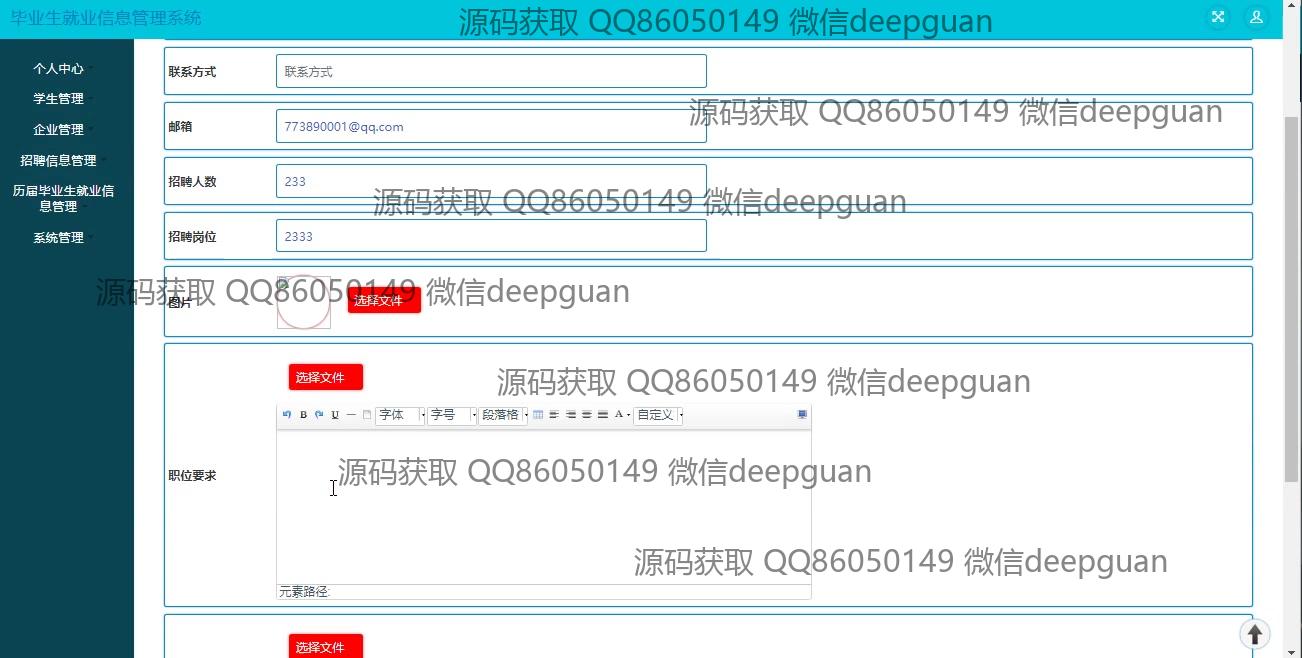 毕业生就业信息管理系统
源码获取 QQ86050149 微信deepguan
个人中心
学生管理
企业管理
招聘信息管理
历届毕业生就业信
息管理
系统管理
联系方式
联系方式
邮箱
773890001@qq.com
源码获取 QQ86050149 微信deepguan
招聘人数
233
源码获取 QQ86050149 微信deepguan
招聘岗位
2333
图片
选择文件
源码获取 QQ86050149 微信deepguan
选择文件
源码获取 QQ86050149 微信deepguan
B U 字体 字号 段落格 A 自定义
职位要求
源码获取 QQ86050149 微信deepguan
源码获取 QQ86050149 微信deepguan
元素路径:
选择文件